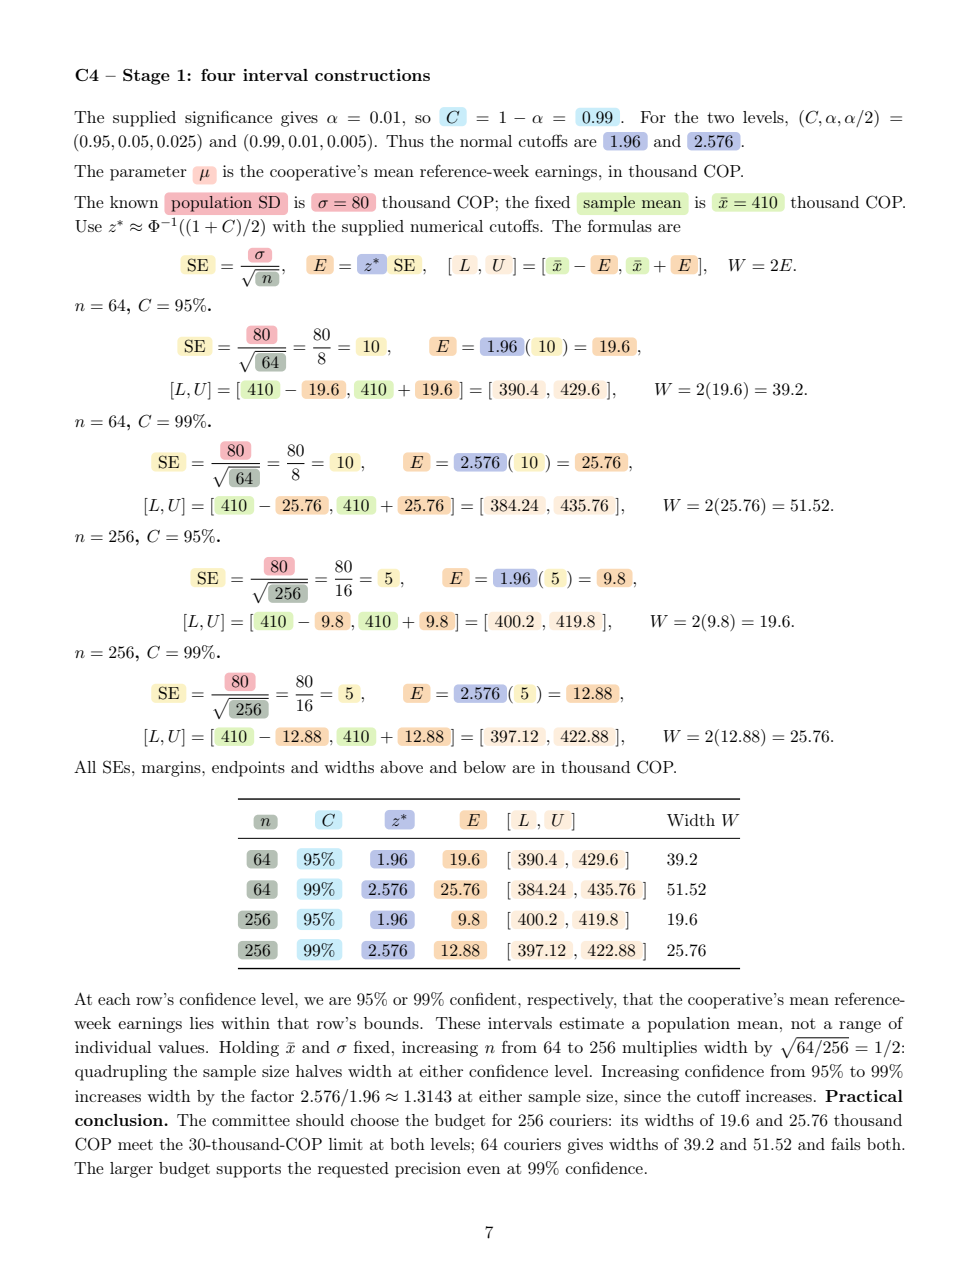 C4 – Stage 1: four interval constructions
The supplied significance gives α = 0.01, so C = 1 − α = 0.99 . For the two levels, (C, α, α/2) =
(0.95, 0.05, 0.025) and (0.99, 0.01, 0.005). Thus the normal cutoffs are 1.96 and 2.576 .
The parameter μ is the cooperative's mean reference-week earnings, in thousand COP.
The known population SD is σ = 80 thousand COP; the fixed sample mean is x̄ = 410 thousand COP.
Use z* ≈ Φ⁻¹((1 + C)/2) with the supplied numerical cutoffs. The formulas are
SE = σ/√n, E = z* SE , [ L , U ] = [ x̄ − E , x̄ + E ], W = 2E.
n = 64, C = 95%.
SE = 80/√64 = 80/8 = 10 , E = 1.96 ( 10 ) = 19.6 ,
[L, U] = [ 410 − 19.6 , 410 + 19.6 ] = [ 390.4 , 429.6 ], W = 2(19.6) = 39.2.
n = 64, C = 99%.
SE = 80/√64 = 80/8 = 10 , E = 2.576 ( 10 ) = 25.76 ,
[L, U] = [ 410 − 25.76 , 410 + 25.76 ] = [ 384.24 , 435.76 ], W = 2(25.76) = 51.52.
n = 256, C = 95%.
SE = 80/√256 = 80/16 = 5 , E = 1.96 ( 5 ) = 9.8 ,
[L, U] = [ 410 − 9.8 , 410 + 9.8 ] = [ 400.2 , 419.8 ], W = 2(9.8) = 19.6.
n = 256, C = 99%.
SE = 80/√256 = 80/16 = 5 , E = 2.576 ( 5 ) = 12.88 ,
[L, U] = [ 410 − 12.88 , 410 + 12.88 ] = [ 397.12 , 422.88 ], W = 2(12.88) = 25.76.
All SEs, margins, endpoints and widths above and below are in thousand COP.
n C z* E [ L , U ] Width W
64 95% 1.96 19.6 [ 390.4 , 429.6 ] 39.2
64 99% 2.576 25.76 [ 384.24 , 435.76 ] 51.52
256 95% 1.96 9.8 [ 400.2 , 419.8 ] 19.6
256 99% 2.576 12.88 [ 397.12 , 422.88 ] 25.76
At each row's confidence level, we are 95% or 99% confident, respectively, that the cooperative's mean reference-
week earnings lies within that row's bounds. These intervals estimate a population mean, not a range of
individual values. Holding x̄ and σ fixed, increasing n from 64 to 256 multiplies width by √64/256 = 1/2:
quadrupling the sample size halves width at either confidence level. Increasing confidence from 95% to 99%
increases width by the factor 2.576/1.96 ≈ 1.3143 at either sample size, since the cutoff increases. Practical
conclusion. The committee should choose the budget for 256 couriers: its widths of 19.6 and 25.76 thousand
COP meet the 30-thousand-COP limit at both levels; 64 couriers gives widths of 39.2 and 51.52 and fails both.
The larger budget supports the requested precision even at 99% confidence.
7